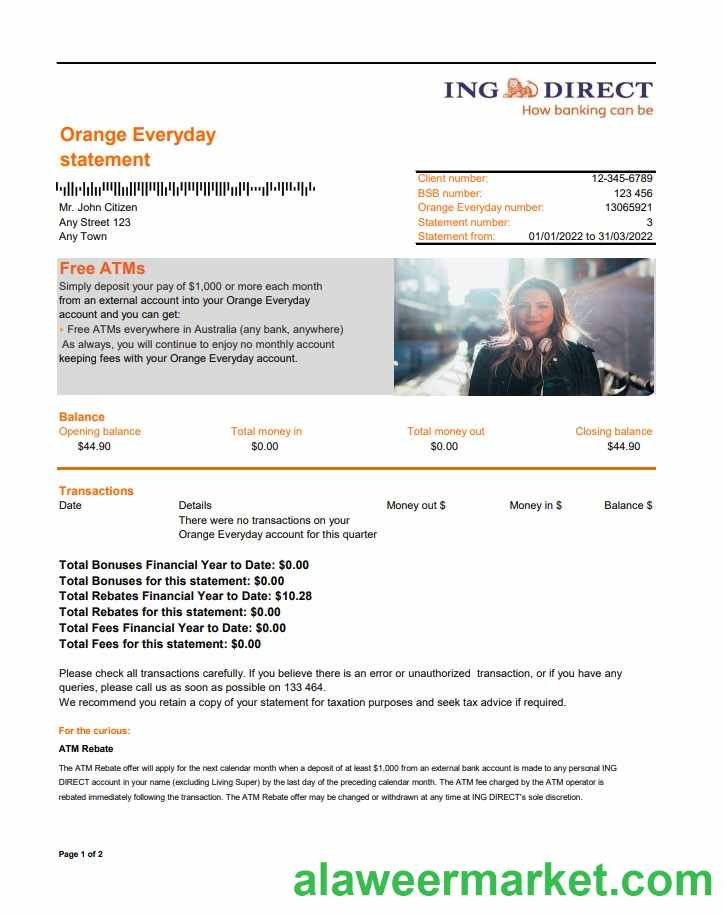 ING DIRECT
How banking can be
Orange Everyday
statement
Mr. John Citizen
Any Street 123
Any Town
Client number: 12-345-6789
BSB number: 123 456
Orange Everyday number: 13065921
Statement number: 3
Statement from: 01/01/2022 to 31/03/2022
Free ATMs
Simply deposit your pay of $1,000 or more each month
from an external account into your Orange Everyday
account and you can get:
• Free ATMs everywhere in Australia (any bank, anywhere)
As always, you will continue to enjoy no monthly account
keeping fees with your Orange Everyday account.
Balance
Opening balance Total money in Total money out Closing balance
$44.90 $0.00 $0.00 $44.90
Transactions
Date Details Money out $ Money in $ Balance $
There were no transactions on your
Orange Everyday account for this quarter
Total Bonuses Financial Year to Date: $0.00
Total Bonuses for this statement: $0.00
Total Rebates Financial Year to Date: $10.28
Total Rebates for this statement: $0.00
Total Fees Financial Year to Date: $0.00
Total Fees for this statement: $0.00
Please check all transactions carefully. If you believe there is an error or unauthorized transaction, or if you have any
queries, please call us as soon as possible on 133 464.
We recommend you retain a copy of your statement for taxation purposes and seek tax advice if required.
For the curious:
ATM Rebate
The ATM Rebate offer will apply for the next calendar month when a deposit of at least $1,000 from an external bank account is made to any personal ING
DIRECT account in your name (excluding Living Super) by the last day of the preceding calendar month. The ATM fee charged by the ATM operator is
rebated immediately following the transaction. The ATM Rebate offer may be changed or withdrawn at any time at ING DIRECT's sole discretion.
Page 1 of 2
alaweermarket.com